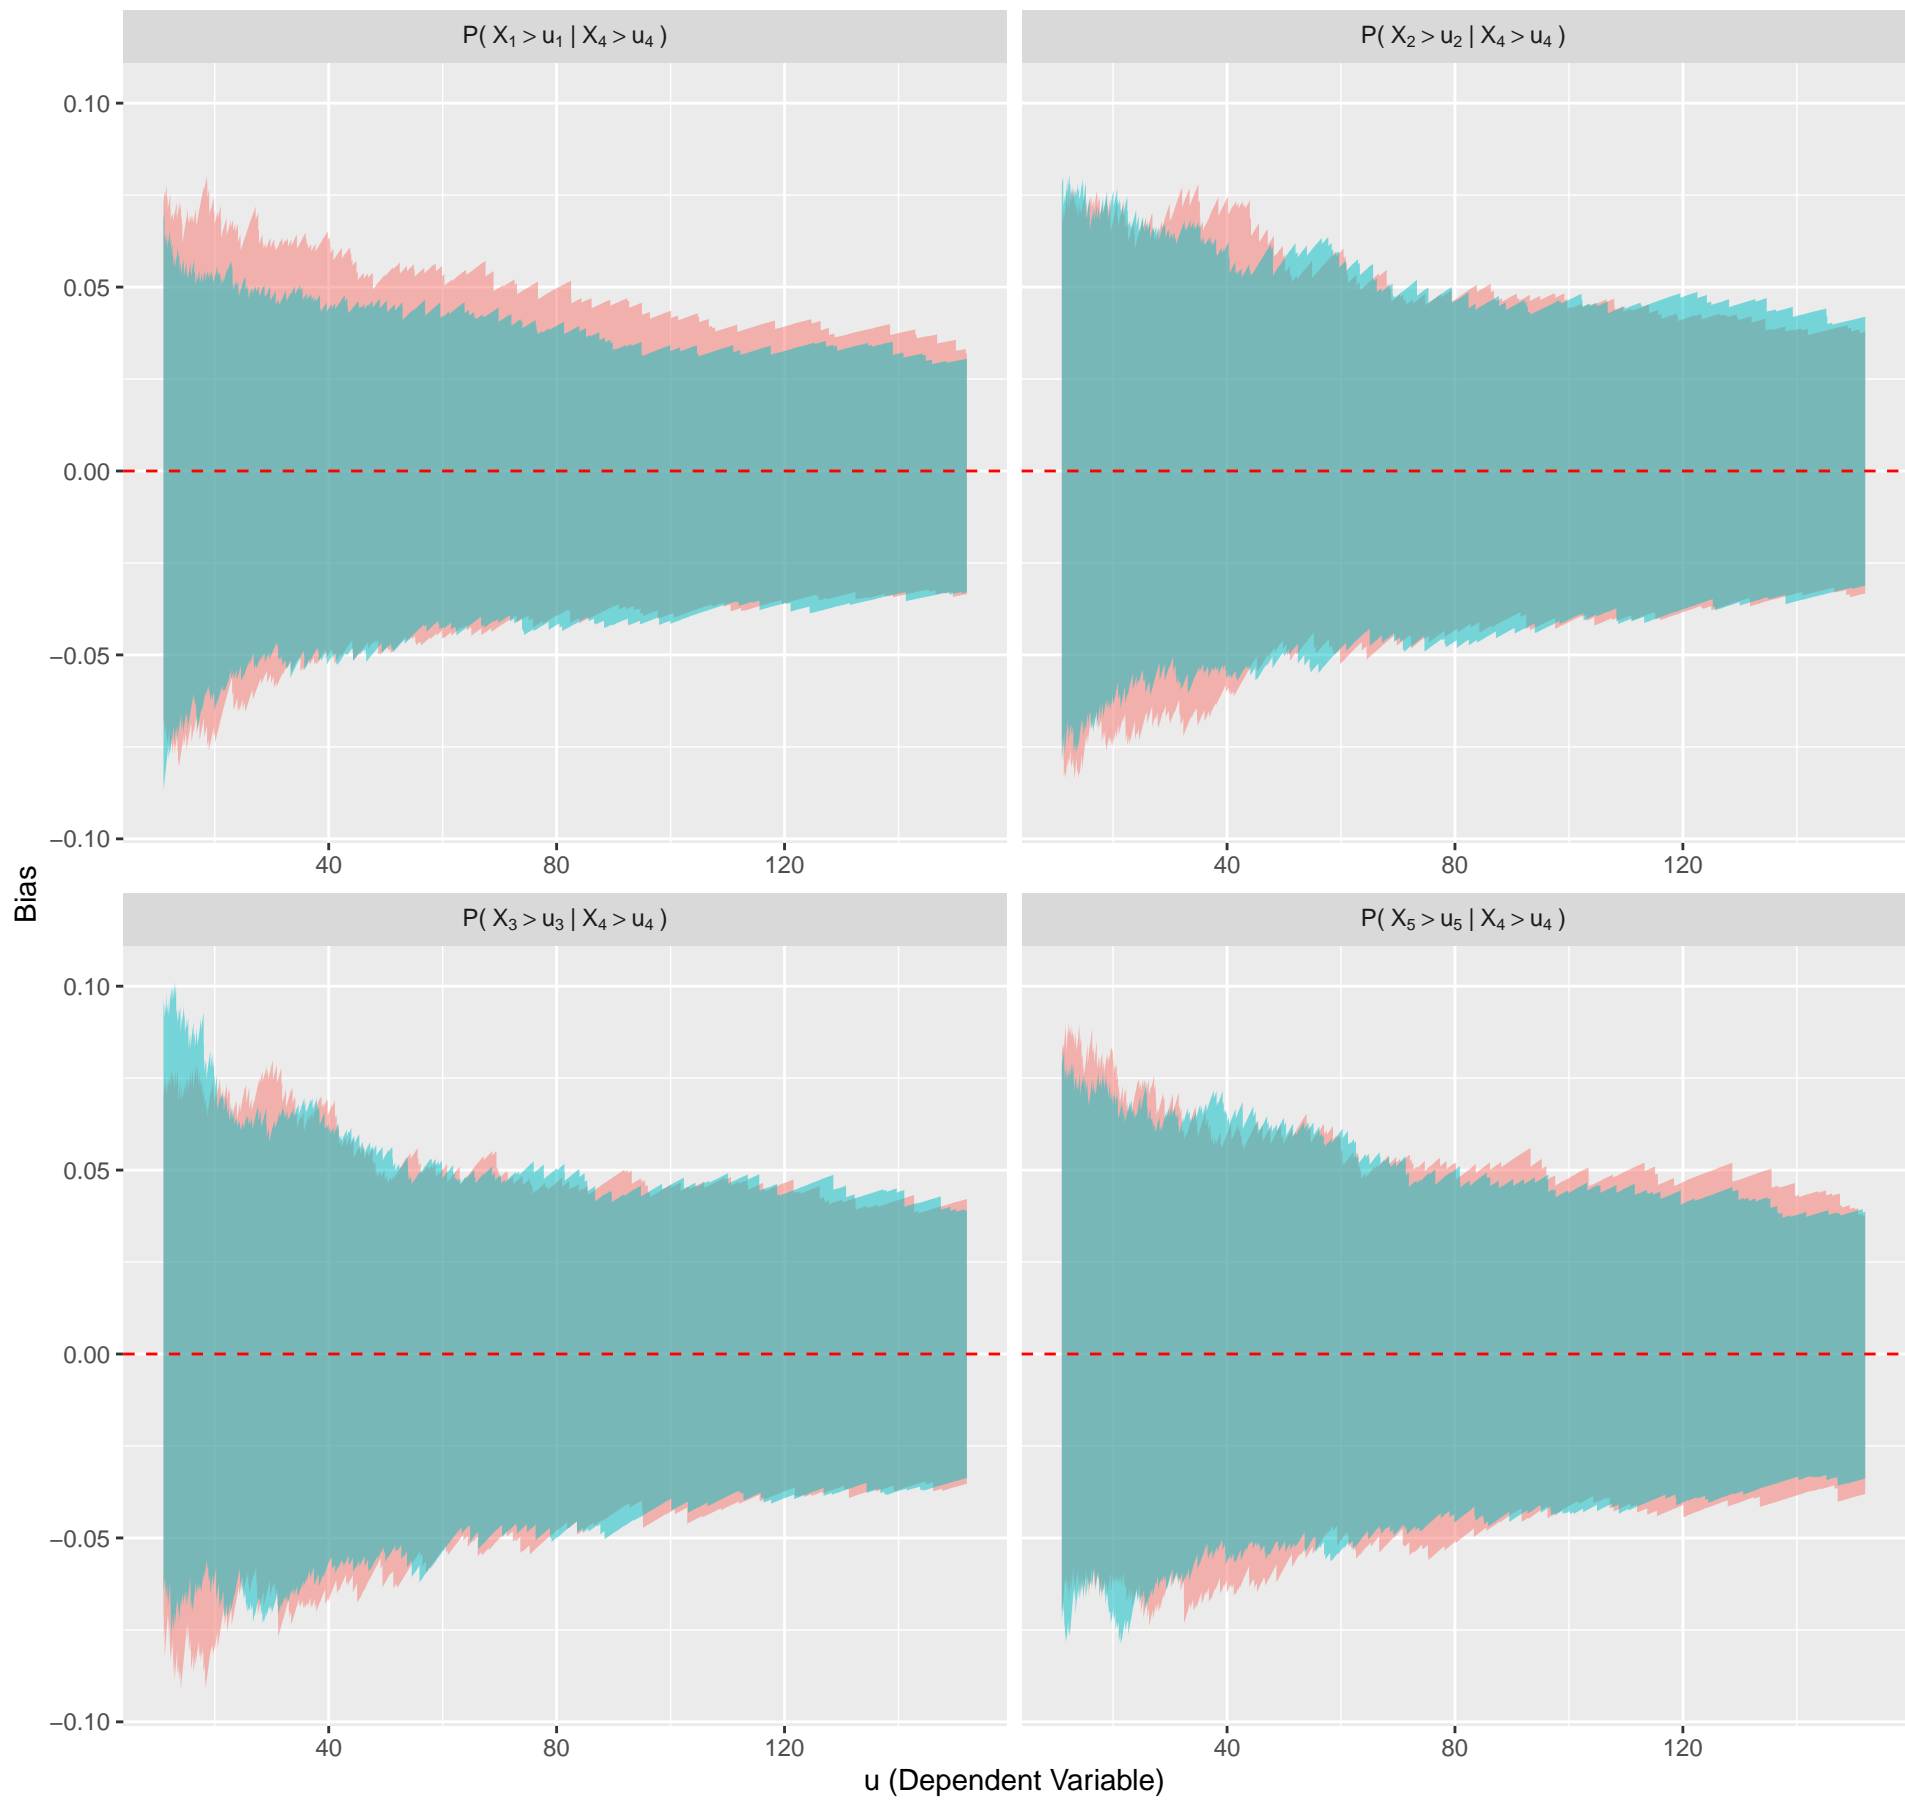 P( X₁ > u₁ | X₄ > u₄ )
P( X₂ > u₂ | X₄ > u₄ )
0.10
0.05
0.00
−0.05
−0.10
40 80 120
40 80 120
Bias
P( X₃ > u₃ | X₄ > u₄ )
P( X₅ > u₅ | X₄ > u₄ )
0.10
0.05
0.00
−0.05
−0.10
40 80 120
40 80 120
u (Dependent Variable)